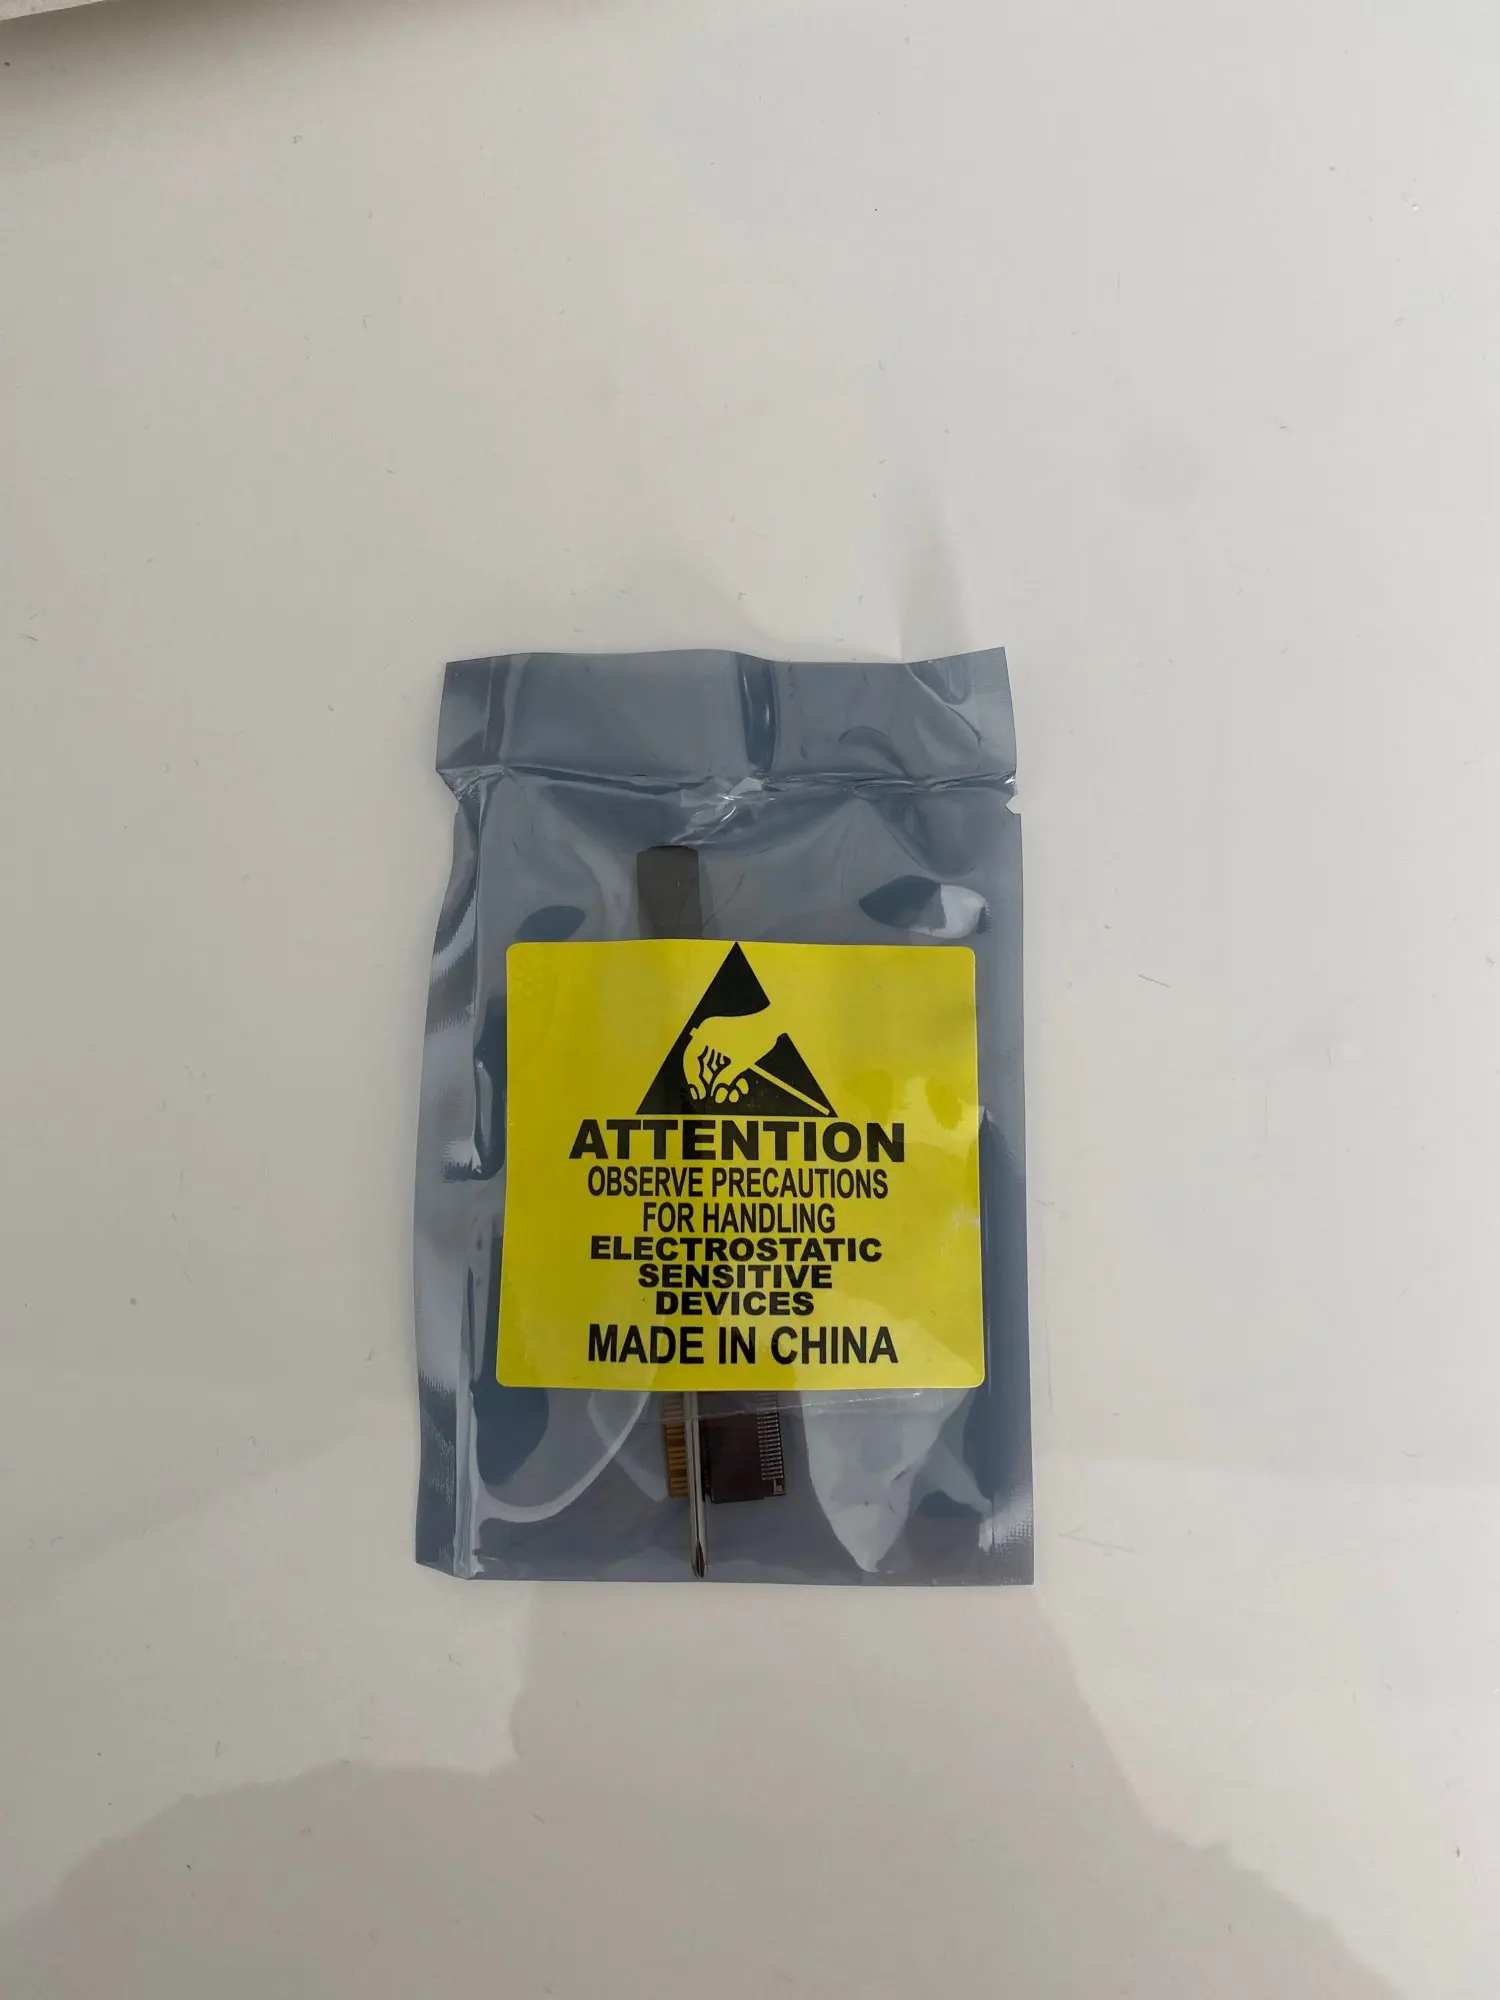 ATTENTION
OBSERVE PRECAUTIONS
FOR HANDLING
ELECTROSTATIC
SENSITIVE
DEVICES
MADE IN CHINA